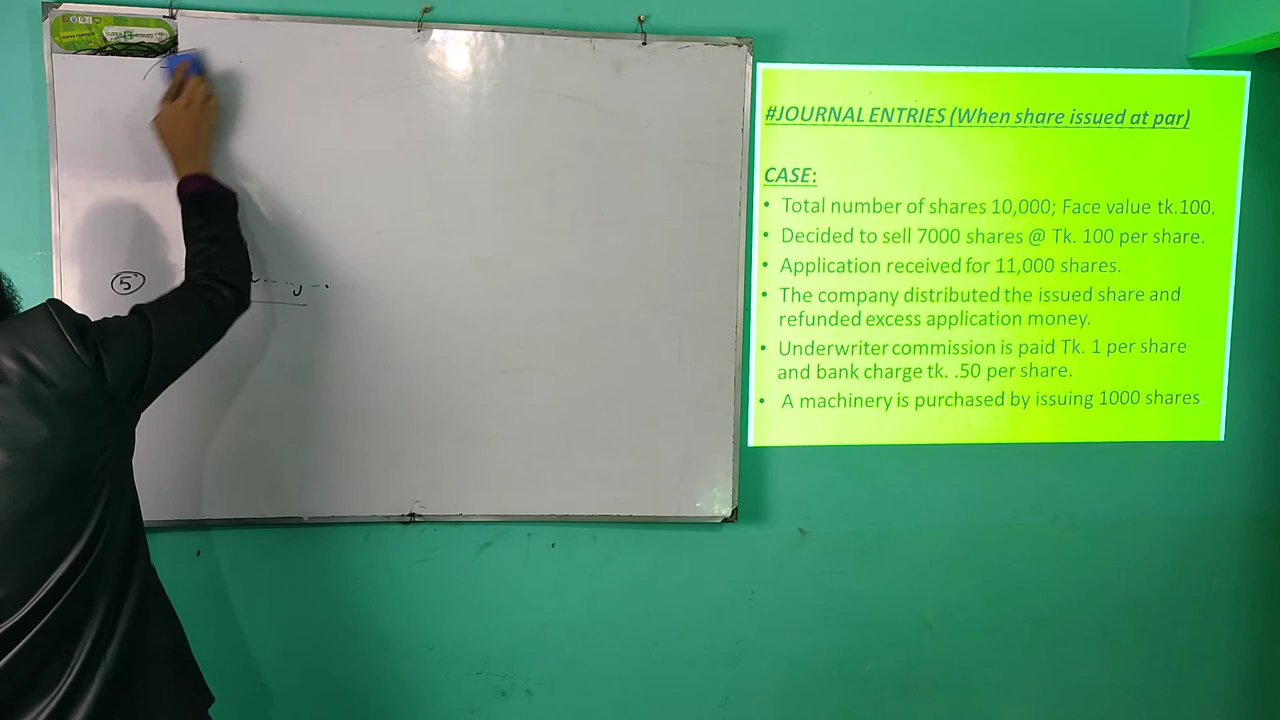 ⑤
#JOURNAL ENTRIES (When share issued at par)
CASE:
• Total number of shares 10,000; Face value tk.100.
• Decided to sell 7000 shares @ Tk. 100 per share.
• Application received for 11,000 shares.
• The company distributed the issued share and
refunded excess application money.
• Underwriter commission is paid Tk. 1 per share
and bank charge tk. .50 per share.
• A machinery is purchased by issuing 1000 shares